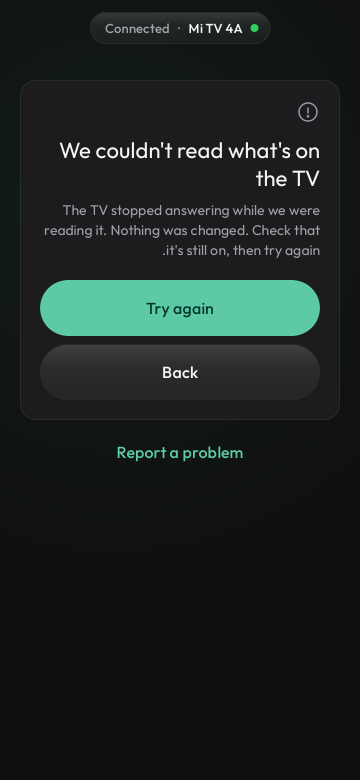 Connected · Mi TV 4A
We couldn't read what's on
the TV
The TV stopped answering while we were
reading it. Nothing was changed. Check that
.it's still on, then try again
Try again
Back
Report a problem